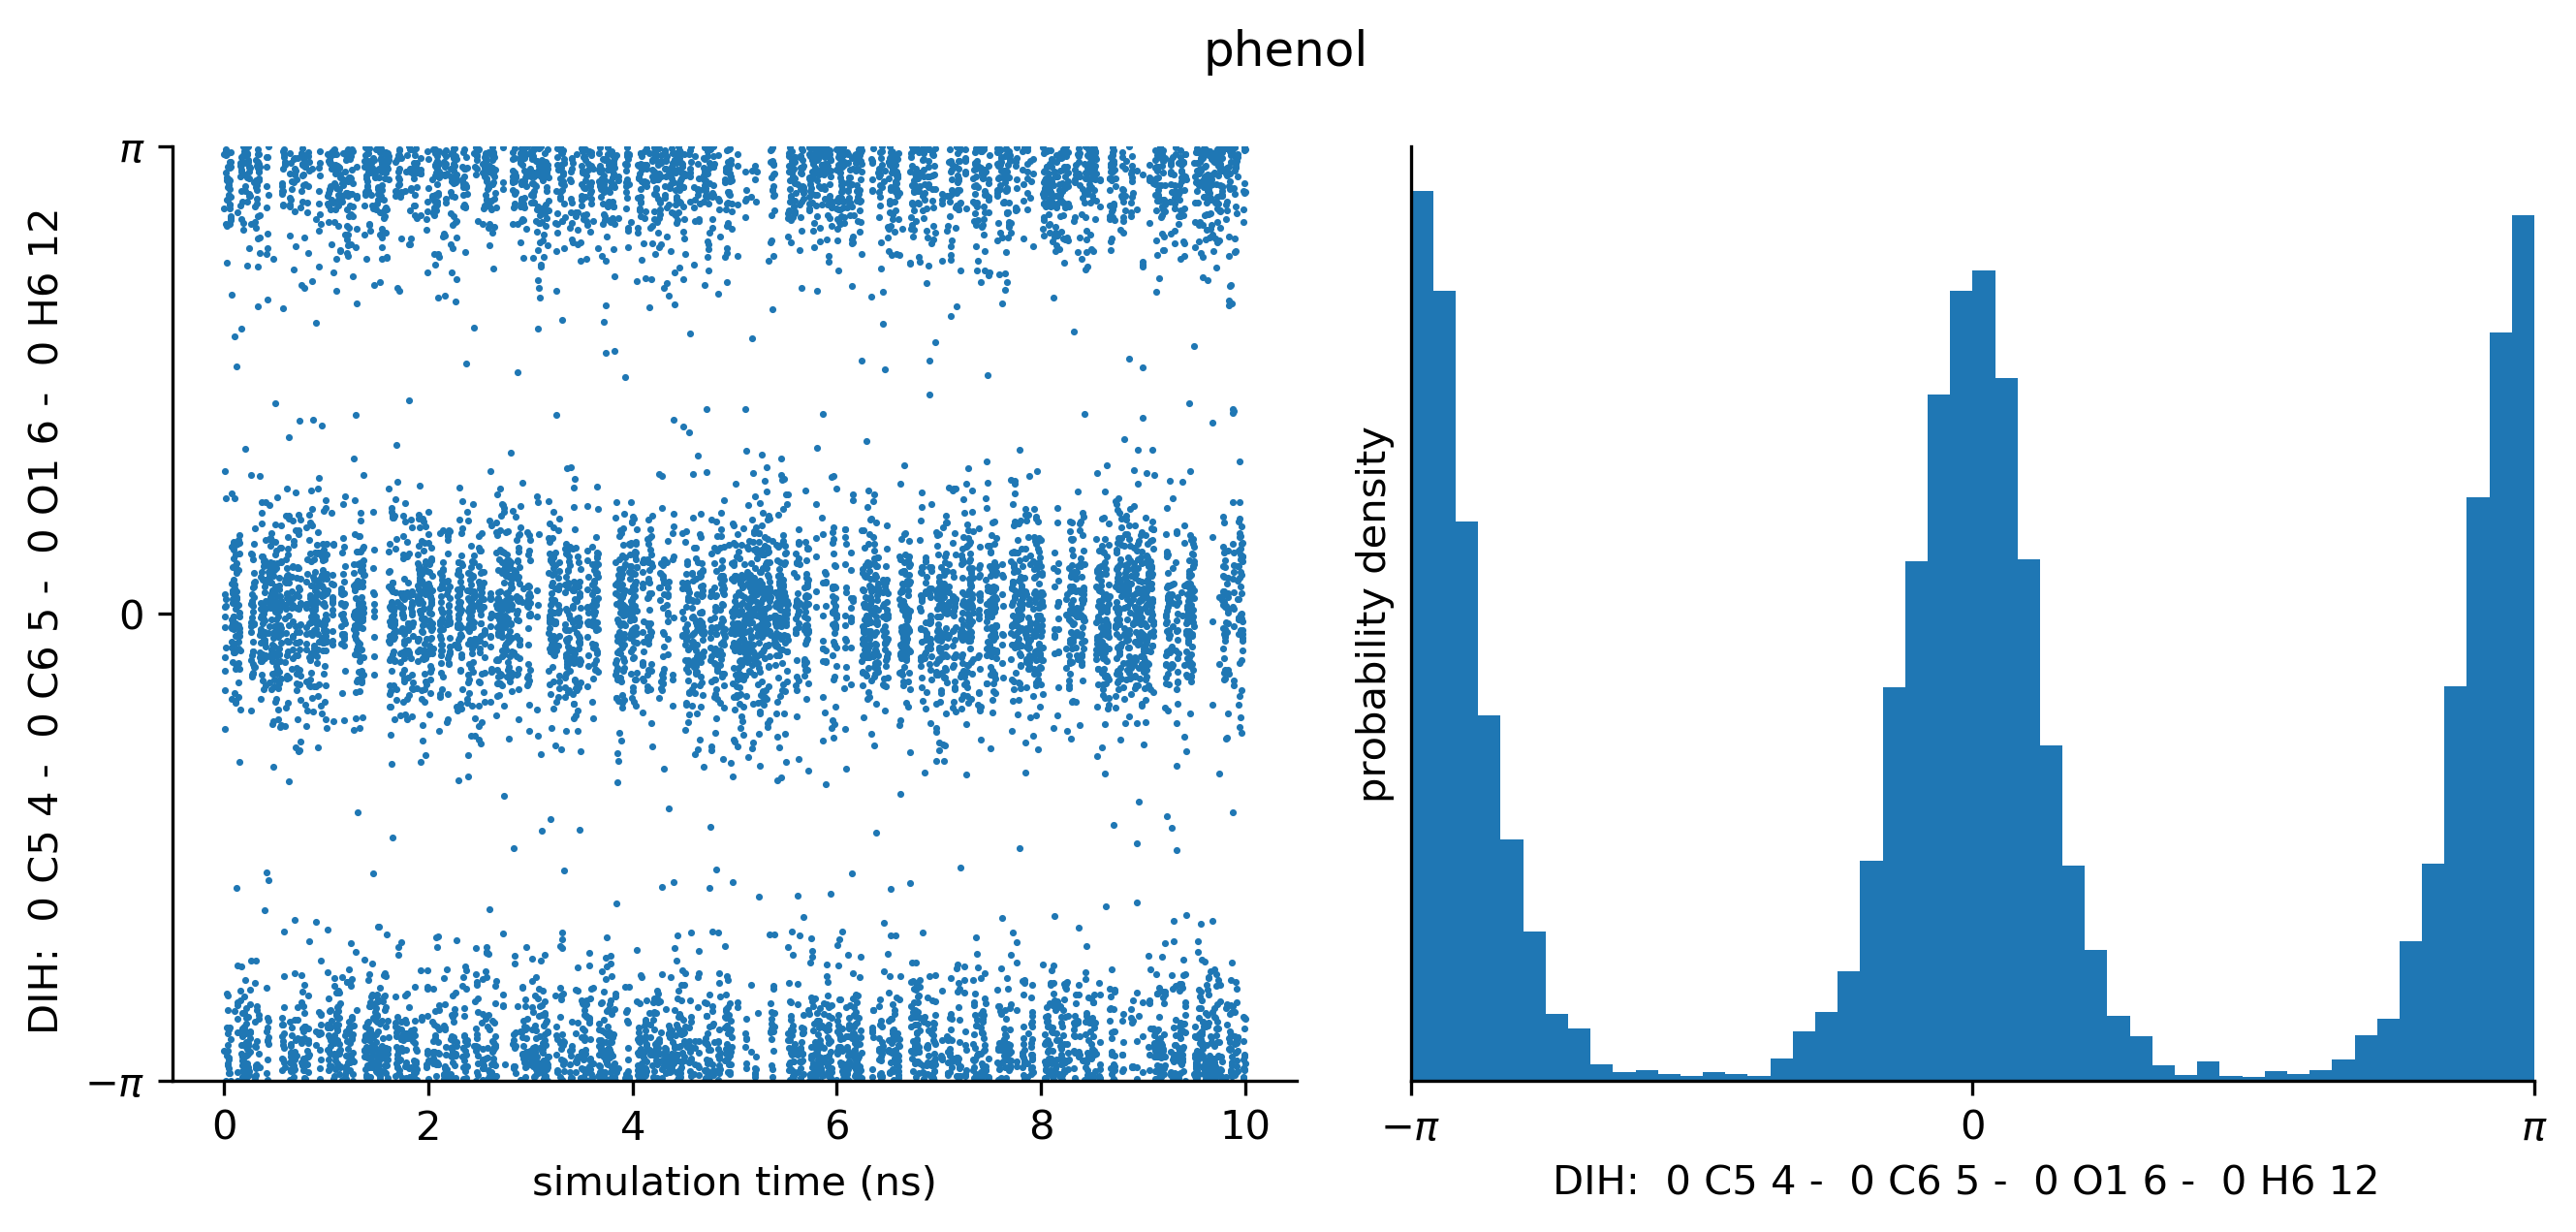 phenol
π
0
−π
DIH:  0 C5 4 -  0 C6 5 -  0 O1 6 -  0 H6 12
0 2 4 6 8 10
simulation time (ns)
probability density
−π 0 π
DIH:  0 C5 4 -  0 C6 5 -  0 O1 6 -  0 H6 12